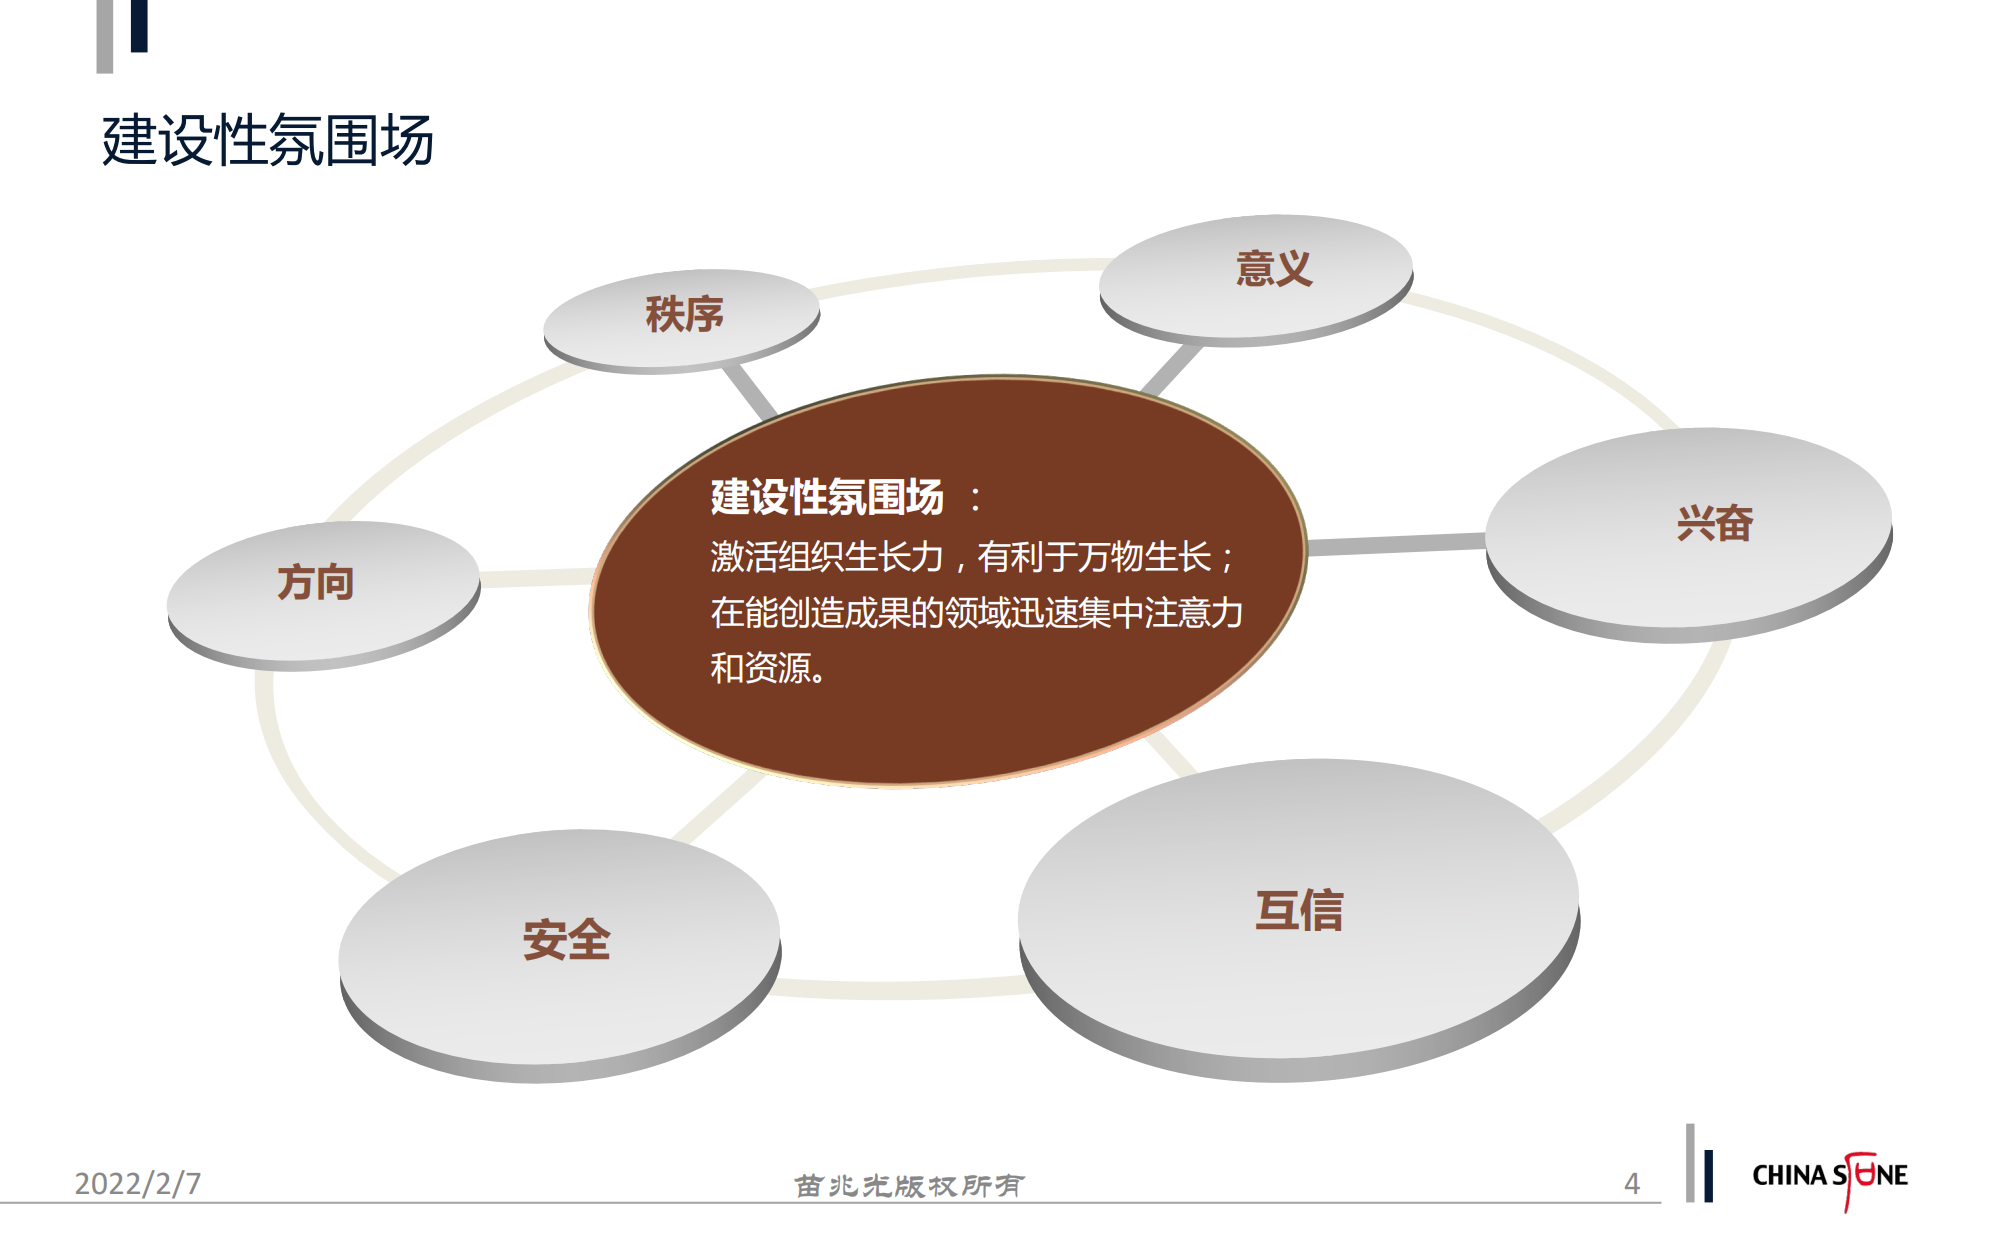 建设性氛围场
秩序
意义
兴奋
方向
建设性氛围场 ：
激活组织生长力，有利于万物生长；
在能创造成果的领域迅速集中注意力
和资源。
安全
互信
2022/2/7
苗兆光版权所有
4
CHINA STONE